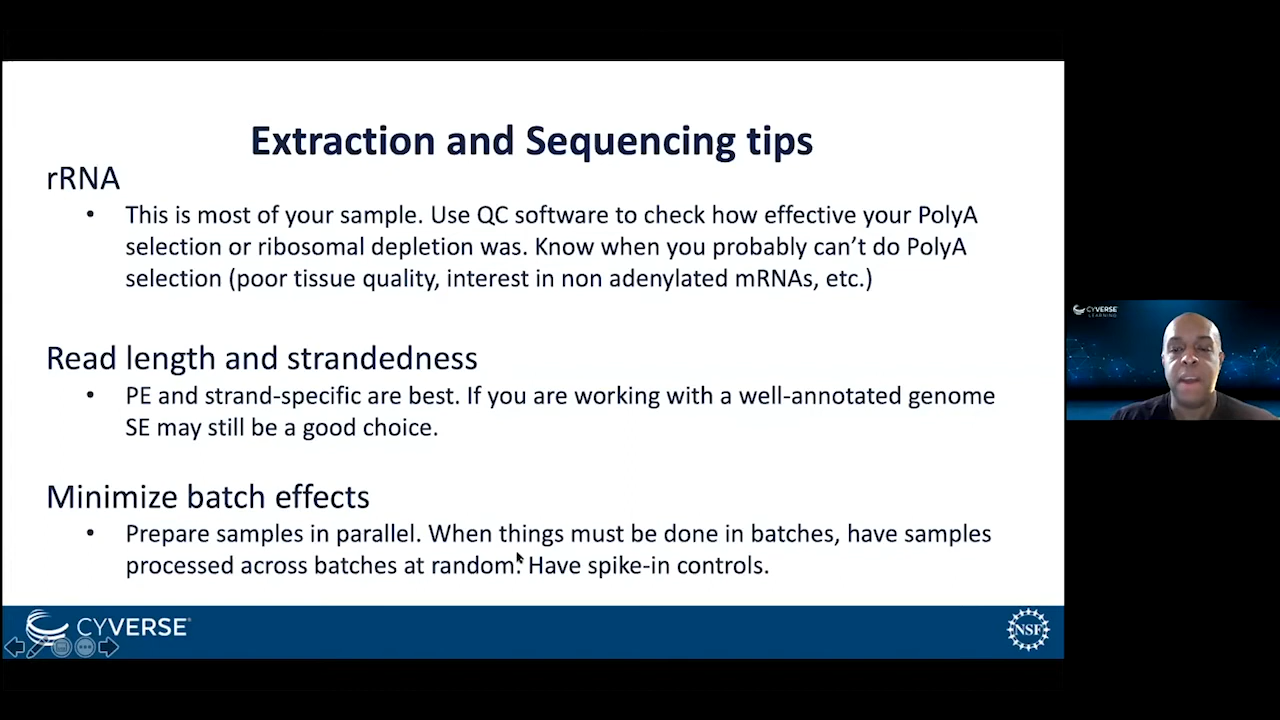 Extraction and Sequencing tips
rRNA
• This is most of your sample. Use QC software to check how effective your PolyA
selection or ribosomal depletion was. Know when you probably can’t do PolyA
selection (poor tissue quality, interest in non adenylated mRNAs, etc.)
Read length and strandedness
• PE and strand-specific are best. If you are working with a well-annotated genome
SE may still be a good choice.
Minimize batch effects
• Prepare samples in parallel. When things must be done in batches, have samples
processed across batches at random. Have spike-in controls.
CYVERSE®
NSF
CYVERSE
LEARNING